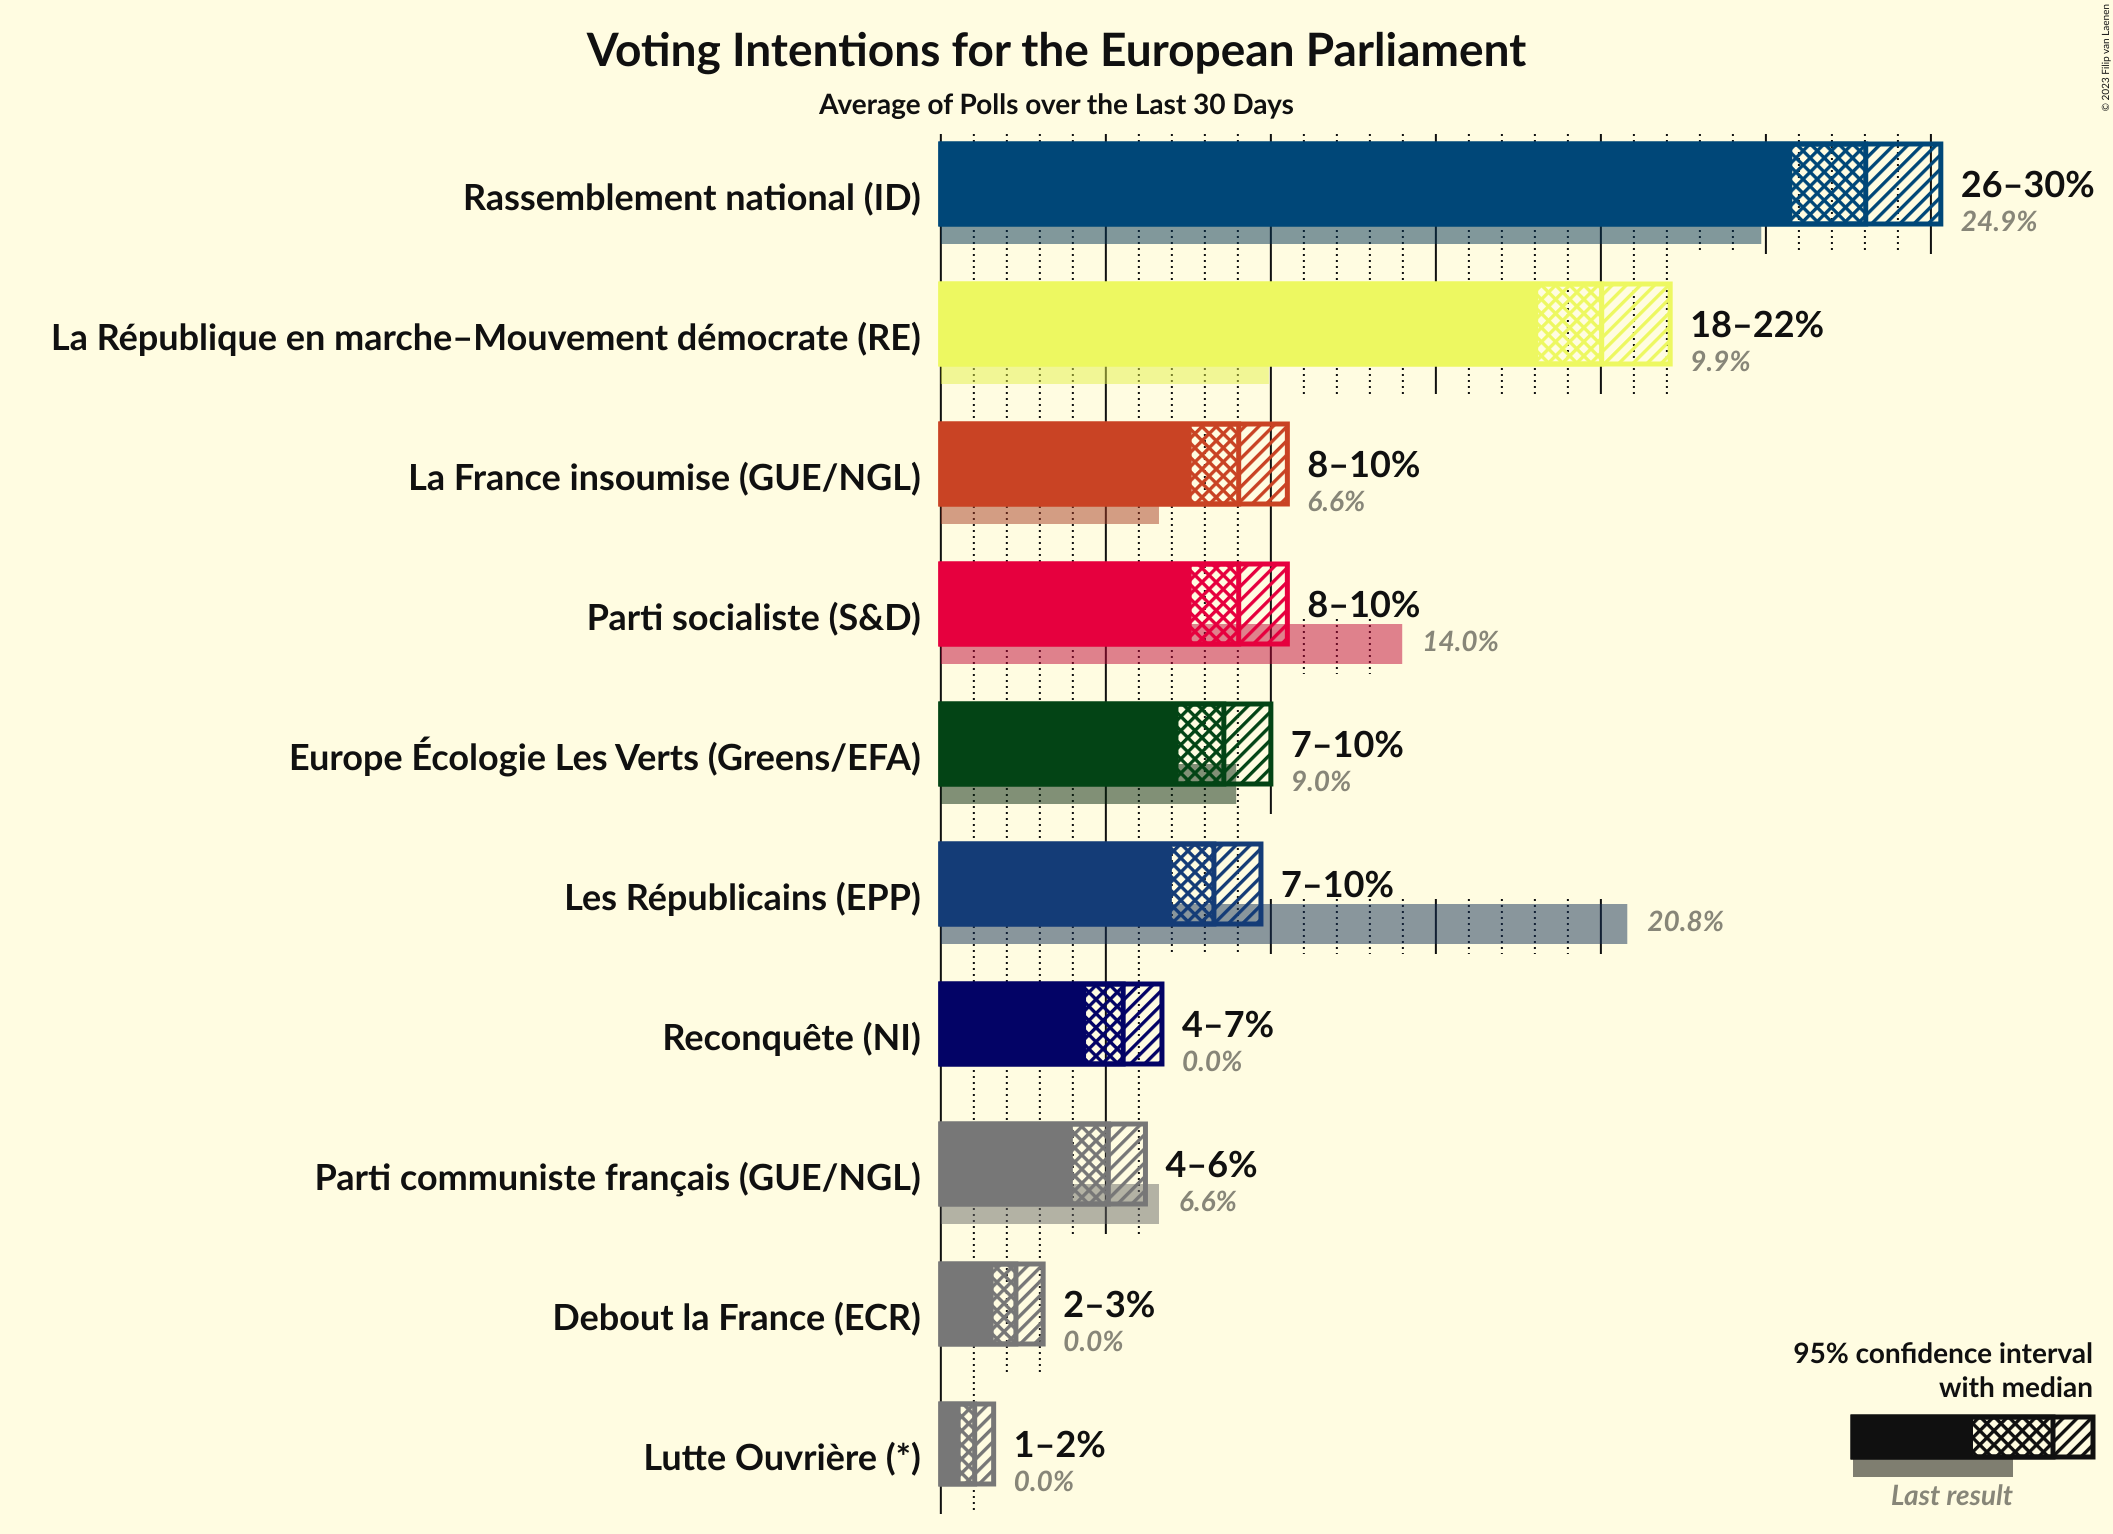 Voting Intentions for the European Parliament
Average of Polls over the Last 30 Days
© 2023 Filip van Laenen
Rassemblement national (ID)
26–30%
24.9%
La République en marche–Mouvement démocrate (RE)
18–22%
9.9%
La France insoumise (GUE/NGL)
8–10%
6.6%
Parti socialiste (S&D)
8–10%
14.0%
Europe Écologie Les Verts (Greens/EFA)
7–10%
9.0%
Les Républicains (EPP)
7–10%
20.8%
Reconquête (NI)
4–7%
0.0%
Parti communiste français (GUE/NGL)
4–6%
6.6%
Debout la France (ECR)
2–3%
0.0%
Lutte Ouvrière (*)
1–2%
0.0%
95% confidence interval
with median
Last result